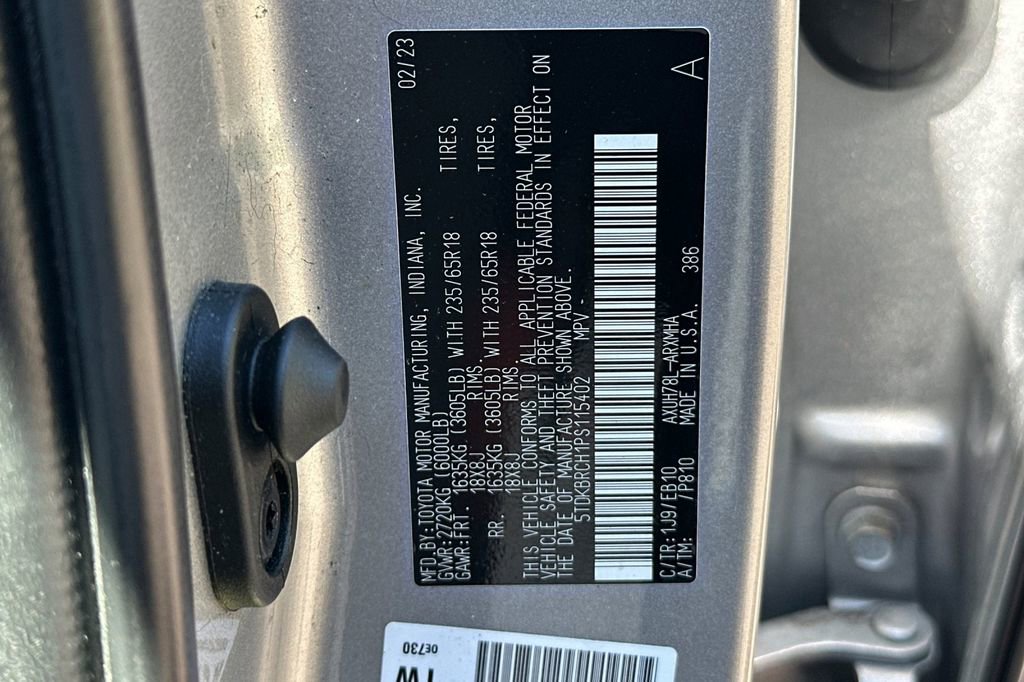 MFD.BY:TOYOTA MOTOR MANUFACTURING, INDIANA, INC. 02/23
GVWR:2720KG (6000LB)
GAWR:FRT. 1635KG (3605LB) WITH 235/65R18 TIRES,
18X8J RIMS.
RR. 1635KG (3605LB) WITH 235/65R18 TIRES,
18X8J RIMS.
THIS VEHICLE CONFORMS TO ALL APPLICABLE FEDERAL MOTOR
VEHICLE SAFETY AND THEFT PREVENTION STANDARDS IN EFFECT ON
THE DATE OF MANUFACTURE SHOWN ABOVE.
5TDKBRCH1PS115402 MPV
C/TR:1J9/EB10 AXUH78L-ARXMHA 386 A
A/TM: /P810 MADE IN U.S.A.
0E730
TW